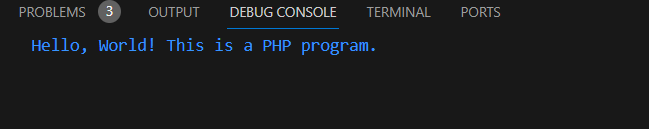 PROBLEMS 3 OUTPUT DEBUG CONSOLE TERMINAL PORTS
Hello, World! This is a PHP program.